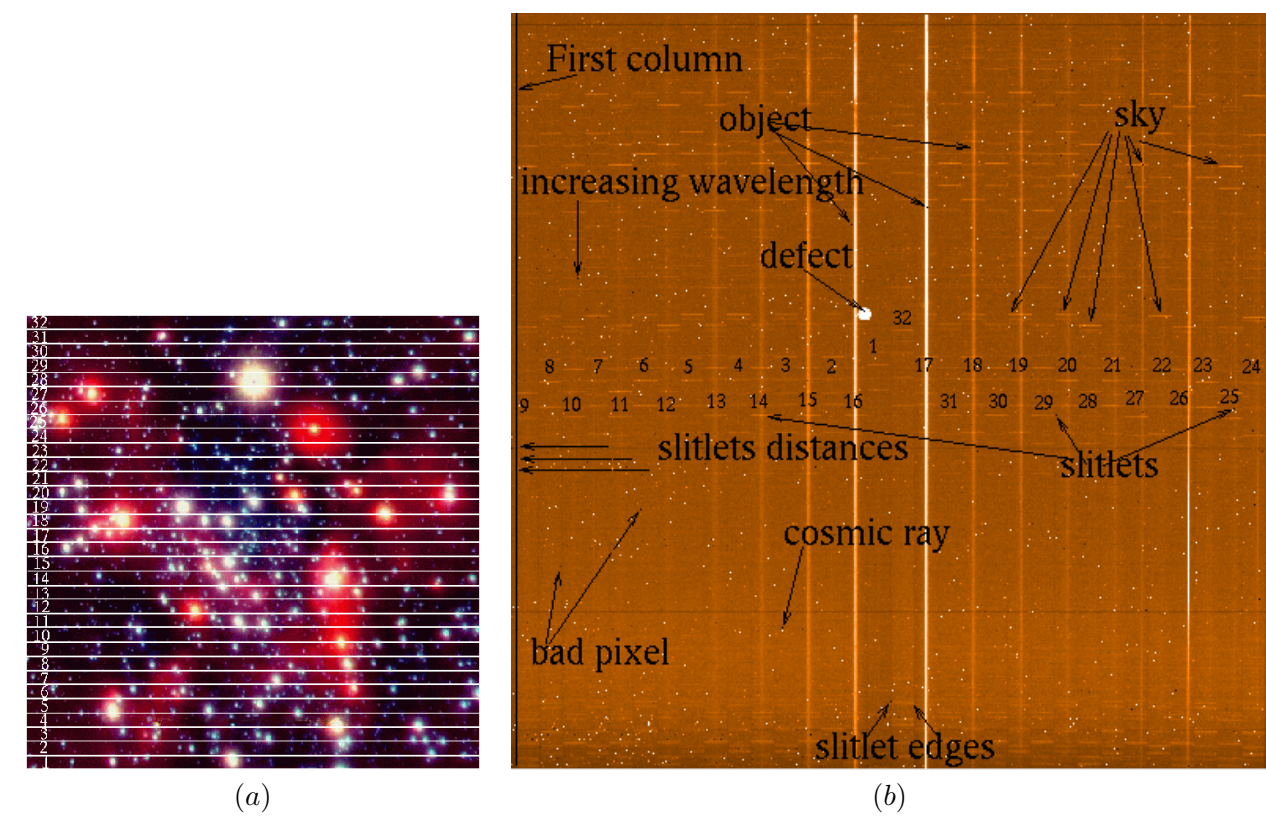 32
31
30
29
28
27
26
25
24
23
22
21
20
19
18
17
16
15
14
13
12
11
10
9
8
7
6
5
4
3
2
1
(a)
First column
object
sky
increasing wavelength
defect
32
1
8 7 6 5 4 3 2 17 18 19 20 21 22 23 24
9 10 11 12 13 14 15 16 31 30 29 28 27 26 25
slitlets distances
slitlets
cosmic ray
bad pixel
slitlet edges
(b)